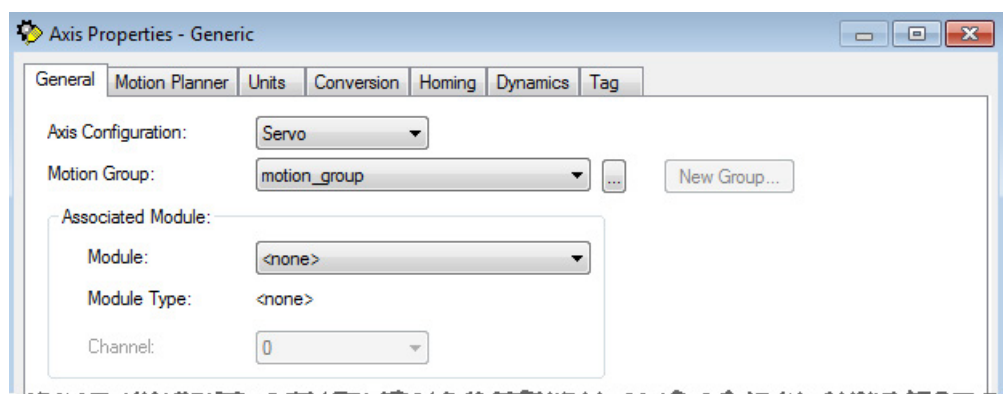 Axis Properties - Generic
General Motion Planner Units Conversion Homing Dynamics Tag
Axis Configuration: Servo
Motion Group: motion_group ... New Group...
Associated Module:
Module: <none>
Module Type: <none>
Channel: 0